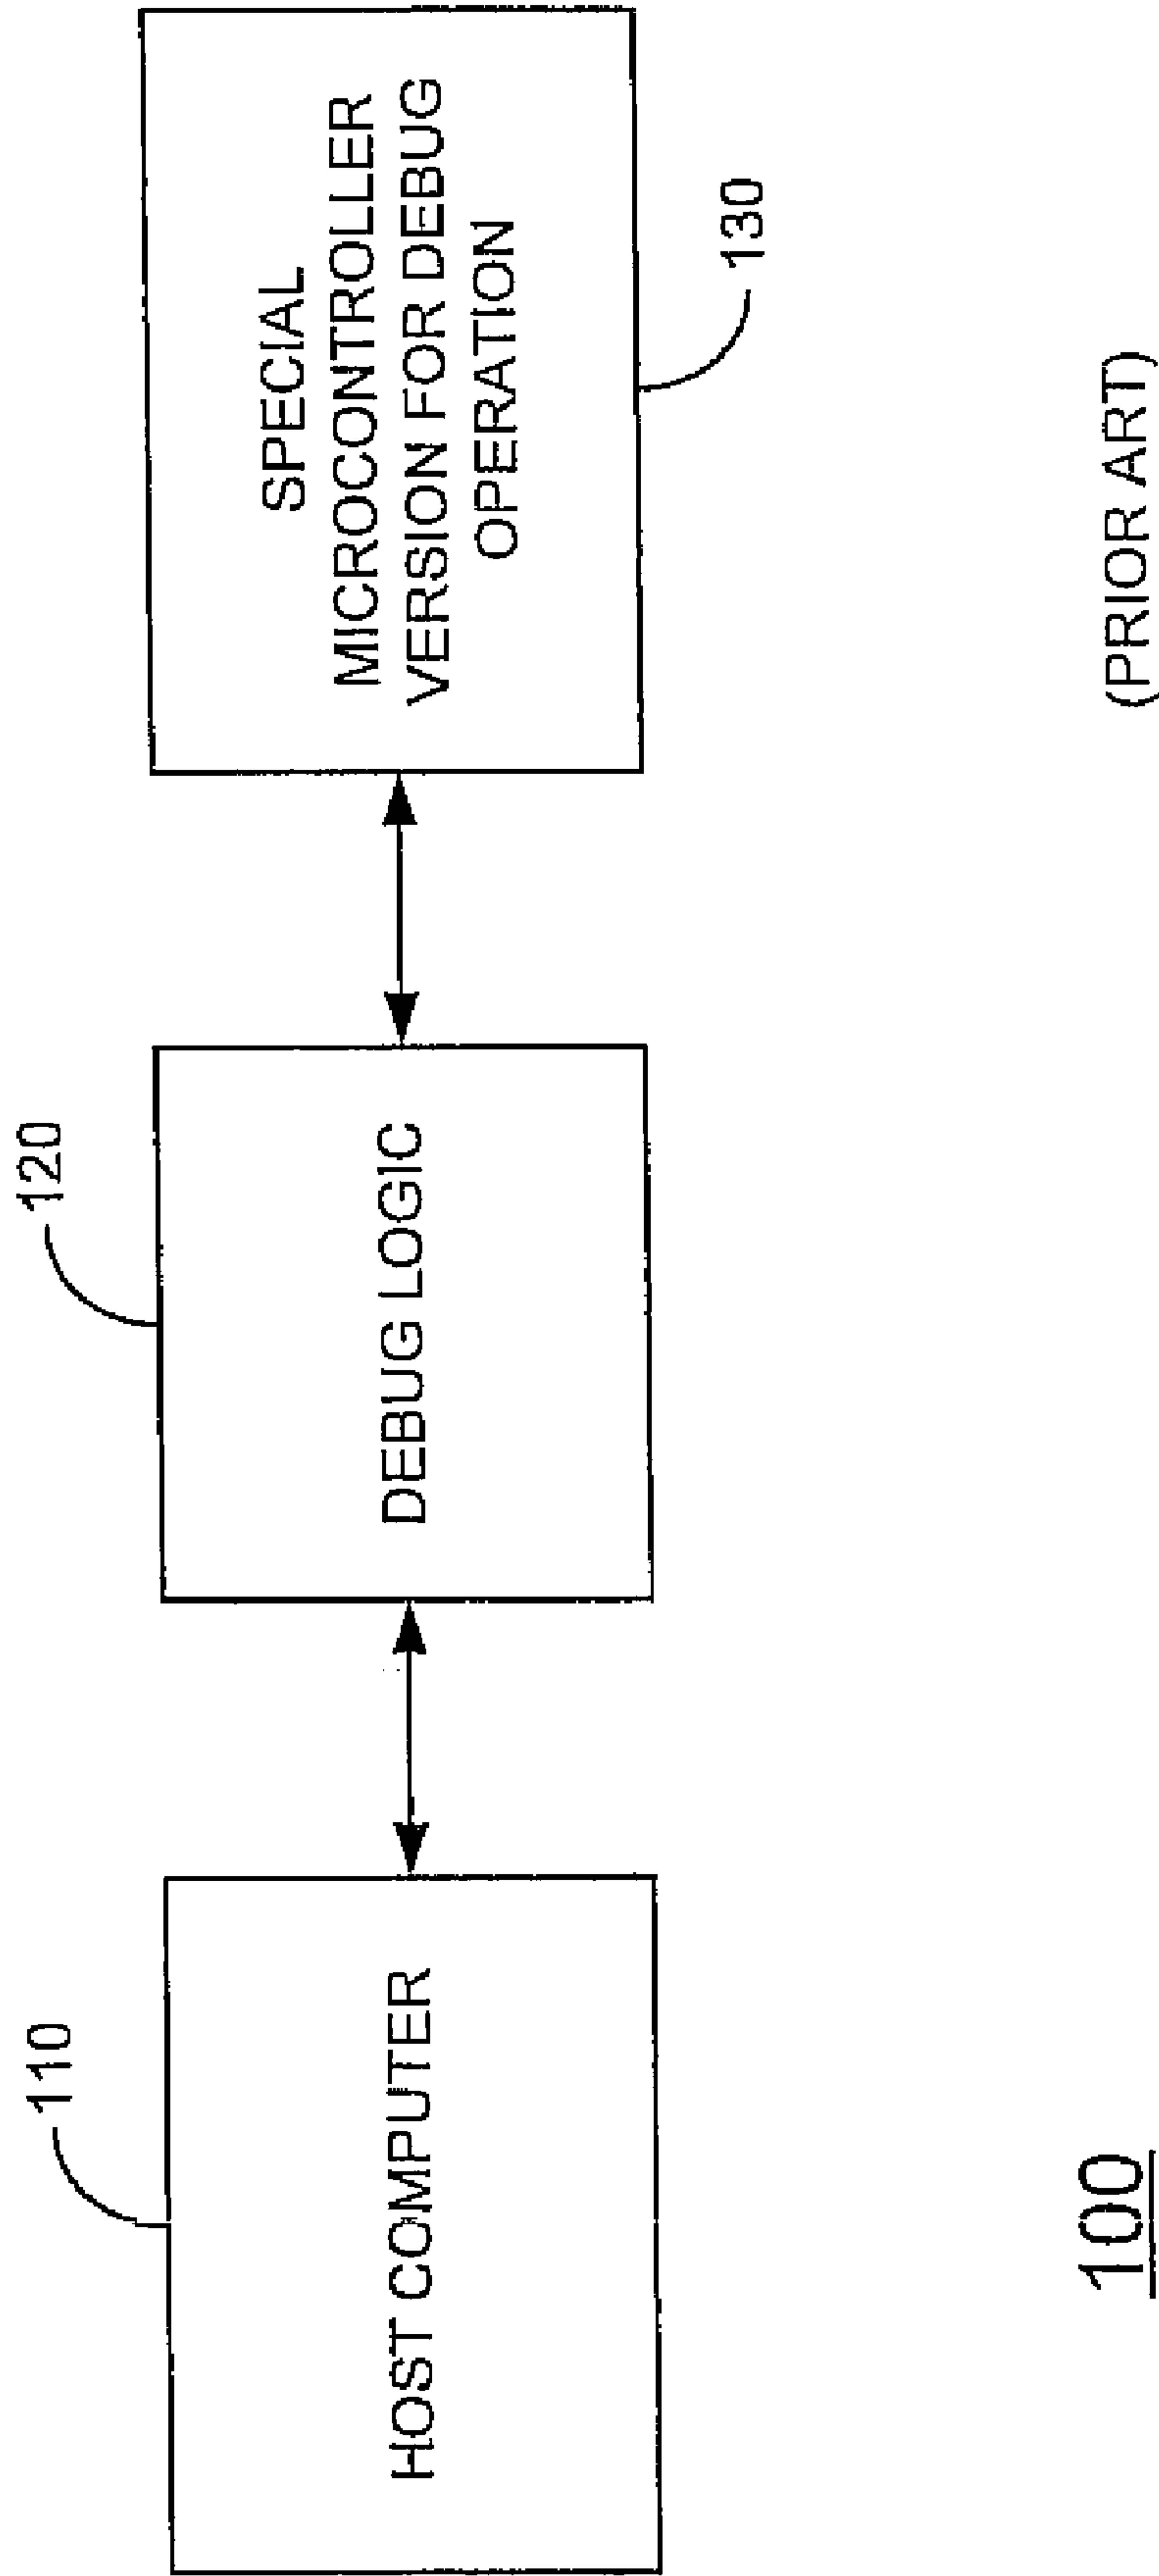 110
120
HOST COMPUTER
DEBUG LOGIC
SPECIAL
MICROCONTROLLER
VERSION FOR DEBUG
OPERATION
130
100
(PRIOR ART)